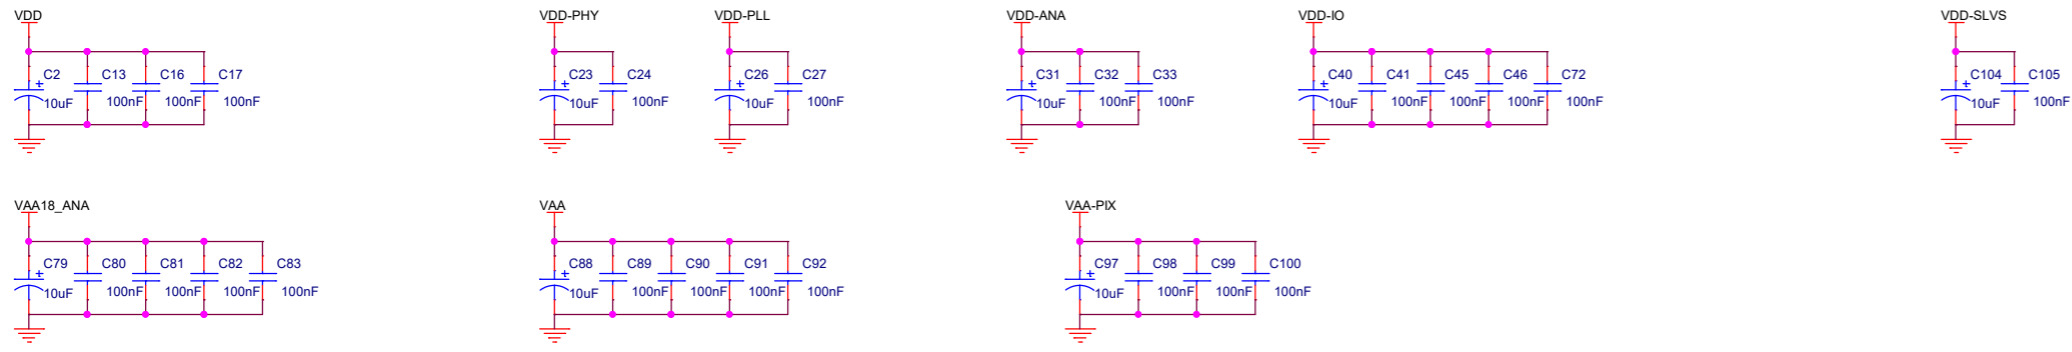 VDD VDD-PHY VDD-PLL VDD-ANA VDD-IO VDD-SLVS
C2 C13 C16 C17 C23 C24 C26 C27 C31 C32 C33 C40 C41 C45 C46 C72 C104 C105
+ + + + + +
10uF 100nF 100nF 100nF 10uF 100nF 10uF 100nF 10uF 100nF 100nF 10uF 100nF 100nF 100nF 100nF 10uF 100nF
VAA18_ANA VAA VAA-PIX
C79 C80 C81 C82 C83 C88 C89 C90 C91 C92 C97 C98 C99 C100
+ + +
10uF 100nF 100nF 100nF 100nF 10uF 100nF 100nF 100nF 100nF 10uF 100nF 100nF 100nF